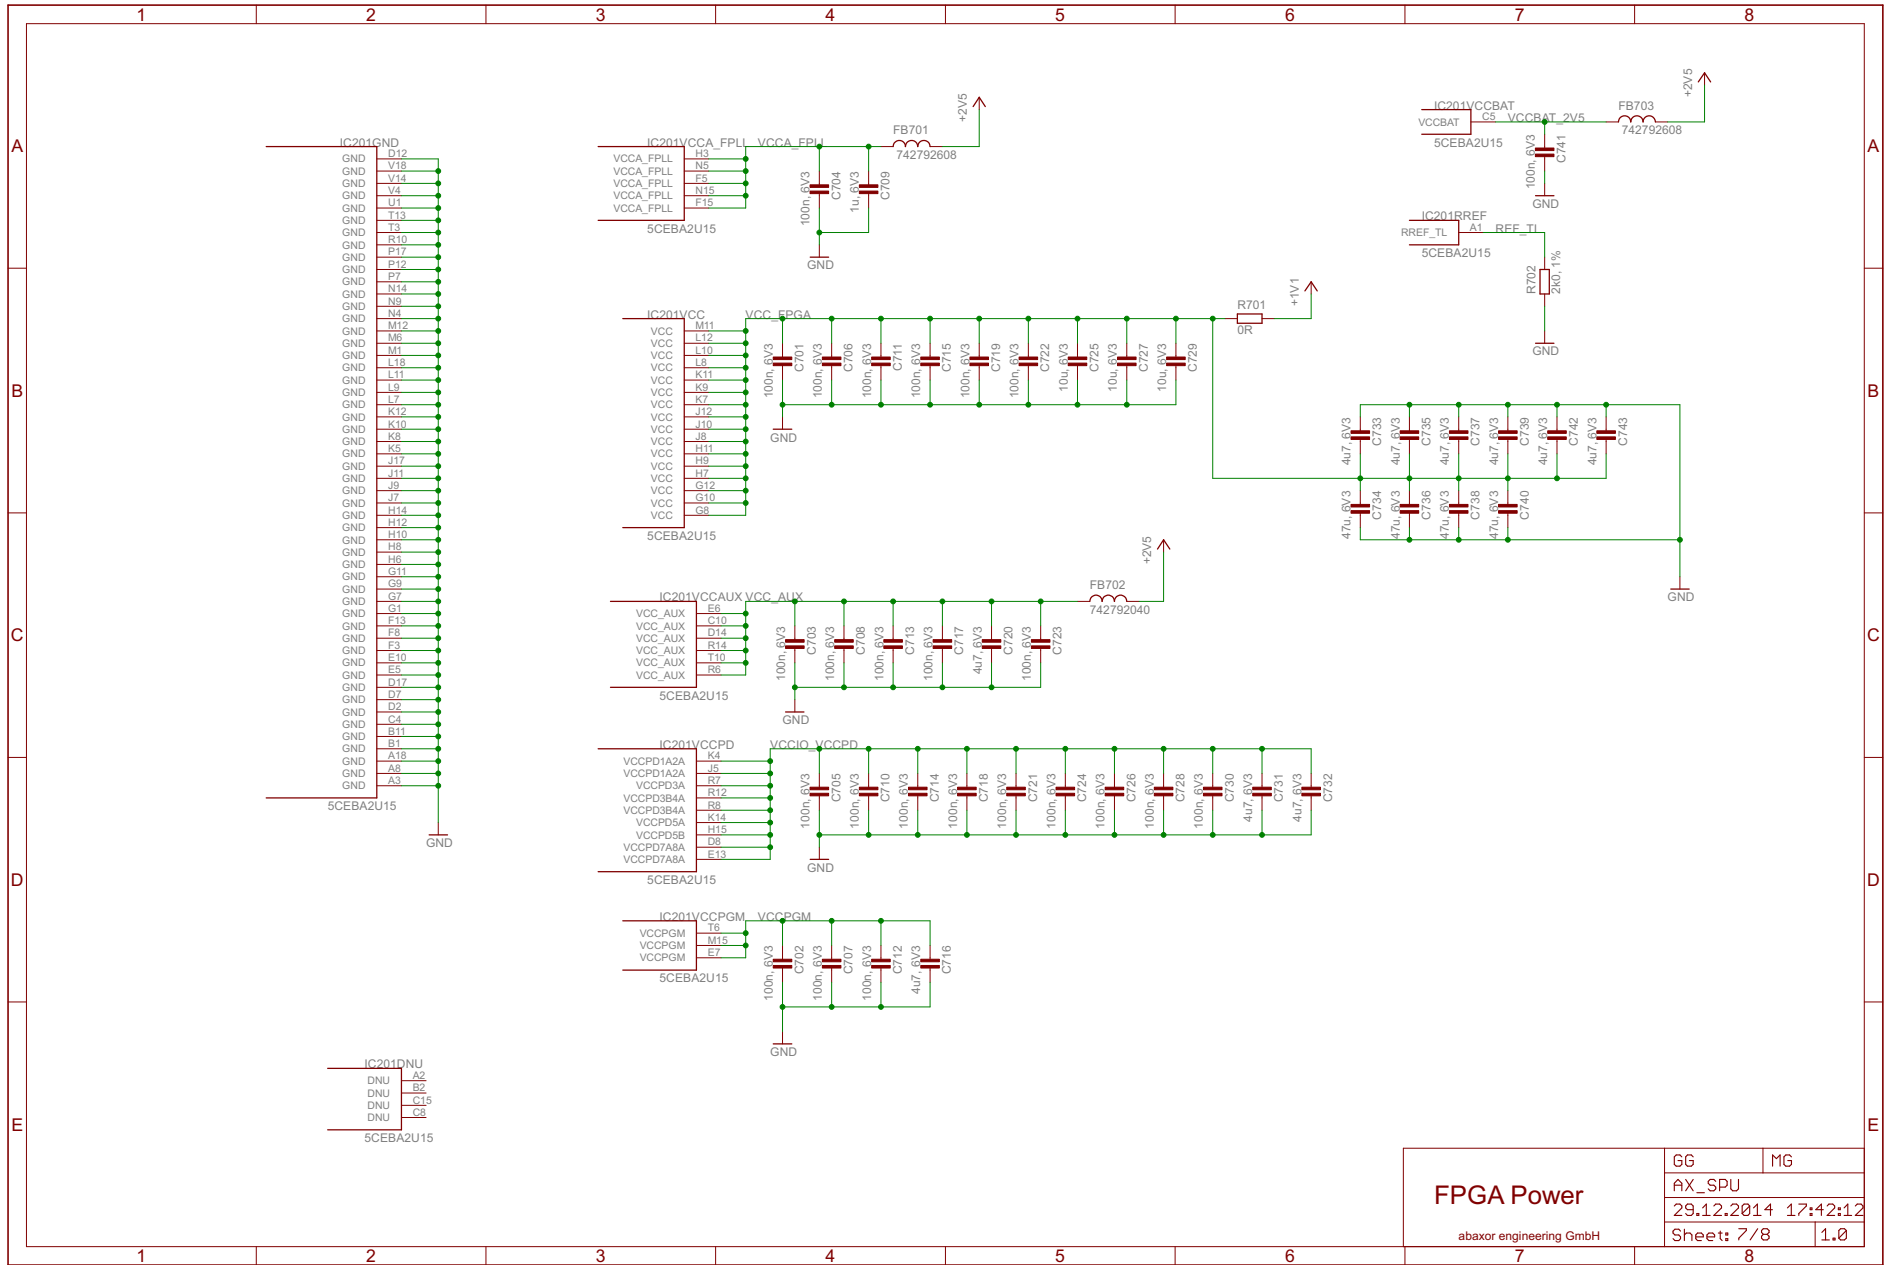 1 2 3 4 5 6 7 8
A
B
C
D
E
A
B
C
D
E
IC201GND
GND D12
GND V18
GND V14
GND V4
GND U1
GND T13
GND T3
GND R10
GND P17
GND P12
GND P7
GND N14
GND N9
GND N4
GND M12
GND M6
GND M1
GND L18
GND L11
GND L9
GND L7
GND K12
GND K10
GND K8
GND K5
GND J17
GND J11
GND J9
GND J7
GND H14
GND H12
GND H10
GND H8
GND H6
GND G11
GND G9
GND G7
GND G1
GND F13
GND F8
GND F3
GND E10
GND E5
GND D17
GND D7
GND D2
GND C4
GND B11
GND B1
GND A18
GND A8
GND A3
5CEBA2U15
GND
IC201DNU
DNU A2
DNU B2
DNU C15
DNU C8
5CEBA2U15
IC201VCCA_FPLL VCCA_FPLL
VCCA_FPLL H3
VCCA_FPLL N5
VCCA_FPLL F5
VCCA_FPLL N15
VCCA_FPLL F15
5CEBA2U15
100n, 6V3 C704
1u, 6V3 C709
GND
FB701
742792608
+2V5
IC201VCC VCC_FPGA
VCC M11
VCC L12
VCC L10
VCC L8
VCC K11
VCC K9
VCC K7
VCC J12
VCC J10
VCC J8
VCC H11
VCC H9
VCC H7
VCC G12
VCC G10
VCC G8
5CEBA2U15
100n, 6V3 C701
100n, 6V3 C706
100n, 6V3 C711
100n, 6V3 C715
100n, 6V3 C719
100n, 6V3 C722
10u, 6V3 C725
10u, 6V3 C727
10u, 6V3 C729
GND
R701
0R
+1V1
4u7, 6V3 C733
4u7, 6V3 C735
4u7, 6V3 C737
4u7, 6V3 C739
4u7, 6V3 C742
4u7, 6V3 C743
47u, 6V3 C734
47u, 6V3 C736
47u, 6V3 C738
47u, 6V3 C740
GND
IC201VCCAUX VCC_AUX
VCC_AUX E6
VCC_AUX C10
VCC_AUX D14
VCC_AUX R14
VCC_AUX T10
VCC_AUX R6
5CEBA2U15
100n, 6V3 C703
100n, 6V3 C708
100n, 6V3 C713
100n, 6V3 C717
4u7, 6V3 C720
100n, 6V3 C723
GND
FB702
742792040
+2V5
IC201VCCPD VCCIO_VCCPD
VCCPD1A2A K4
VCCPD1A2A J5
VCCPD3A R7
VCCPD3B4A R12
VCCPD3B4A R8
VCCPD5A K14
VCCPD5B H15
VCCPD7A8A D8
VCCPD7A8A E13
5CEBA2U15
100n, 6V3 C705
100n, 6V3 C710
100n, 6V3 C714
100n, 6V3 C718
100n, 6V3 C721
100n, 6V3 C724
100n, 6V3 C726
100n, 6V3 C728
100n, 6V3 C730
4u7, 6V3 C731
4u7, 6V3 C732
GND
IC201VCCPGM VCCPGM
VCCPGM T6
VCCPGM M15
VCCPGM E7
5CEBA2U15
100n, 6V3 C702
100n, 6V3 C707
100n, 6V3 C712
4u7, 6V3 C716
GND
IC201VCCBAT
VCCBAT C5 VCCBAT_2V5
5CEBA2U15
100n, 6V3 C741
GND
FB703
742792608
+2V5
IC201RREF
RREF_TL A1 REF_TL
5CEBA2U15
R702 2k0, 1%
GND
FPGA Power
abaxor engineering GmbH
GG MG
AX_SPU
29.12.2014 17:42:12
Sheet: 7/8 1.0
1 2 3 4 5 6 7 8